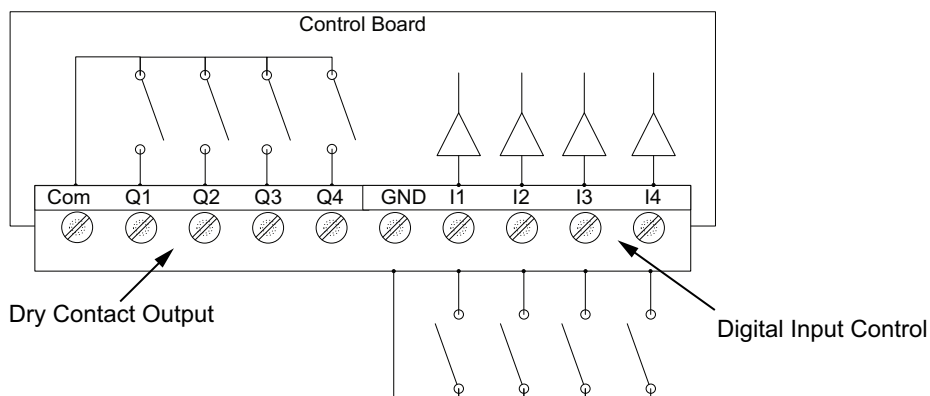 Control Board
Com Q1 Q2 Q3 Q4 GND I1 I2 I3 I4
Dry Contact Output
Digital Input Control